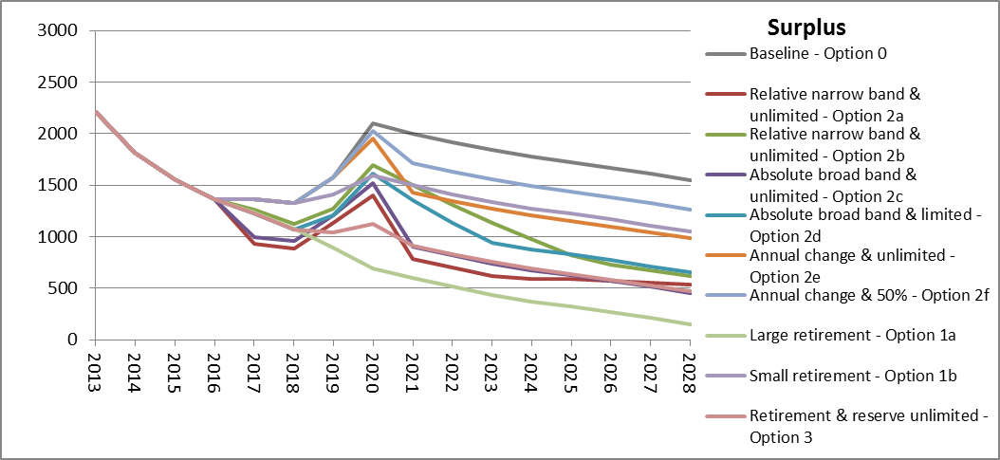 Surplus
3000
2500
2000
1500
1000
500
0
2013
2014
2015
2016
2017
2018
2019
2020
2021
2022
2023
2024
2025
2026
2027
2028
Baseline - Option 0
Relative narrow band &
unlimited - Option 2a
Relative narrow band &
unlimited - Option 2b
Absolute broad band &
unlimited - Option 2c
Absolute broad band & limited -
Option 2d
Annual change & unlimited -
Option 2e
Annual change & 50% - Option 2f
Large retirement - Option 1a
Small retirement - Option 1b
Retirement & reserve unlimited -
Option 3